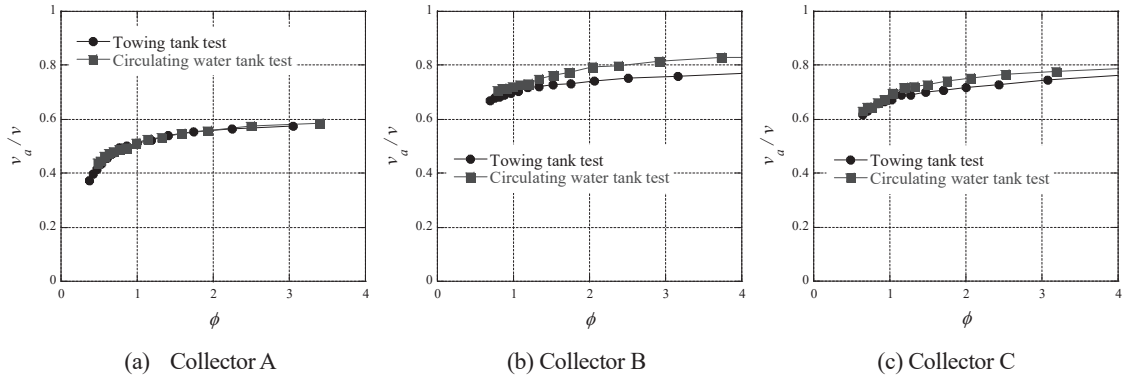 1
0.8
0.6
0.4
0.2
0
v_a / v
Towing tank test
Circulating water tank test
0 1 2 3 4
ϕ
(a) Collector A
1
0.8
0.6
0.4
0.2
0
v_a / v
Towing tank test
Circulating water tank test
0 1 2 3 4
ϕ
(b) Collector B
1
0.8
0.6
0.4
0.2
0
v_a / v
Towing tank test
Circulating water tank test
0 1 2 3 4
ϕ
(c) Collector C